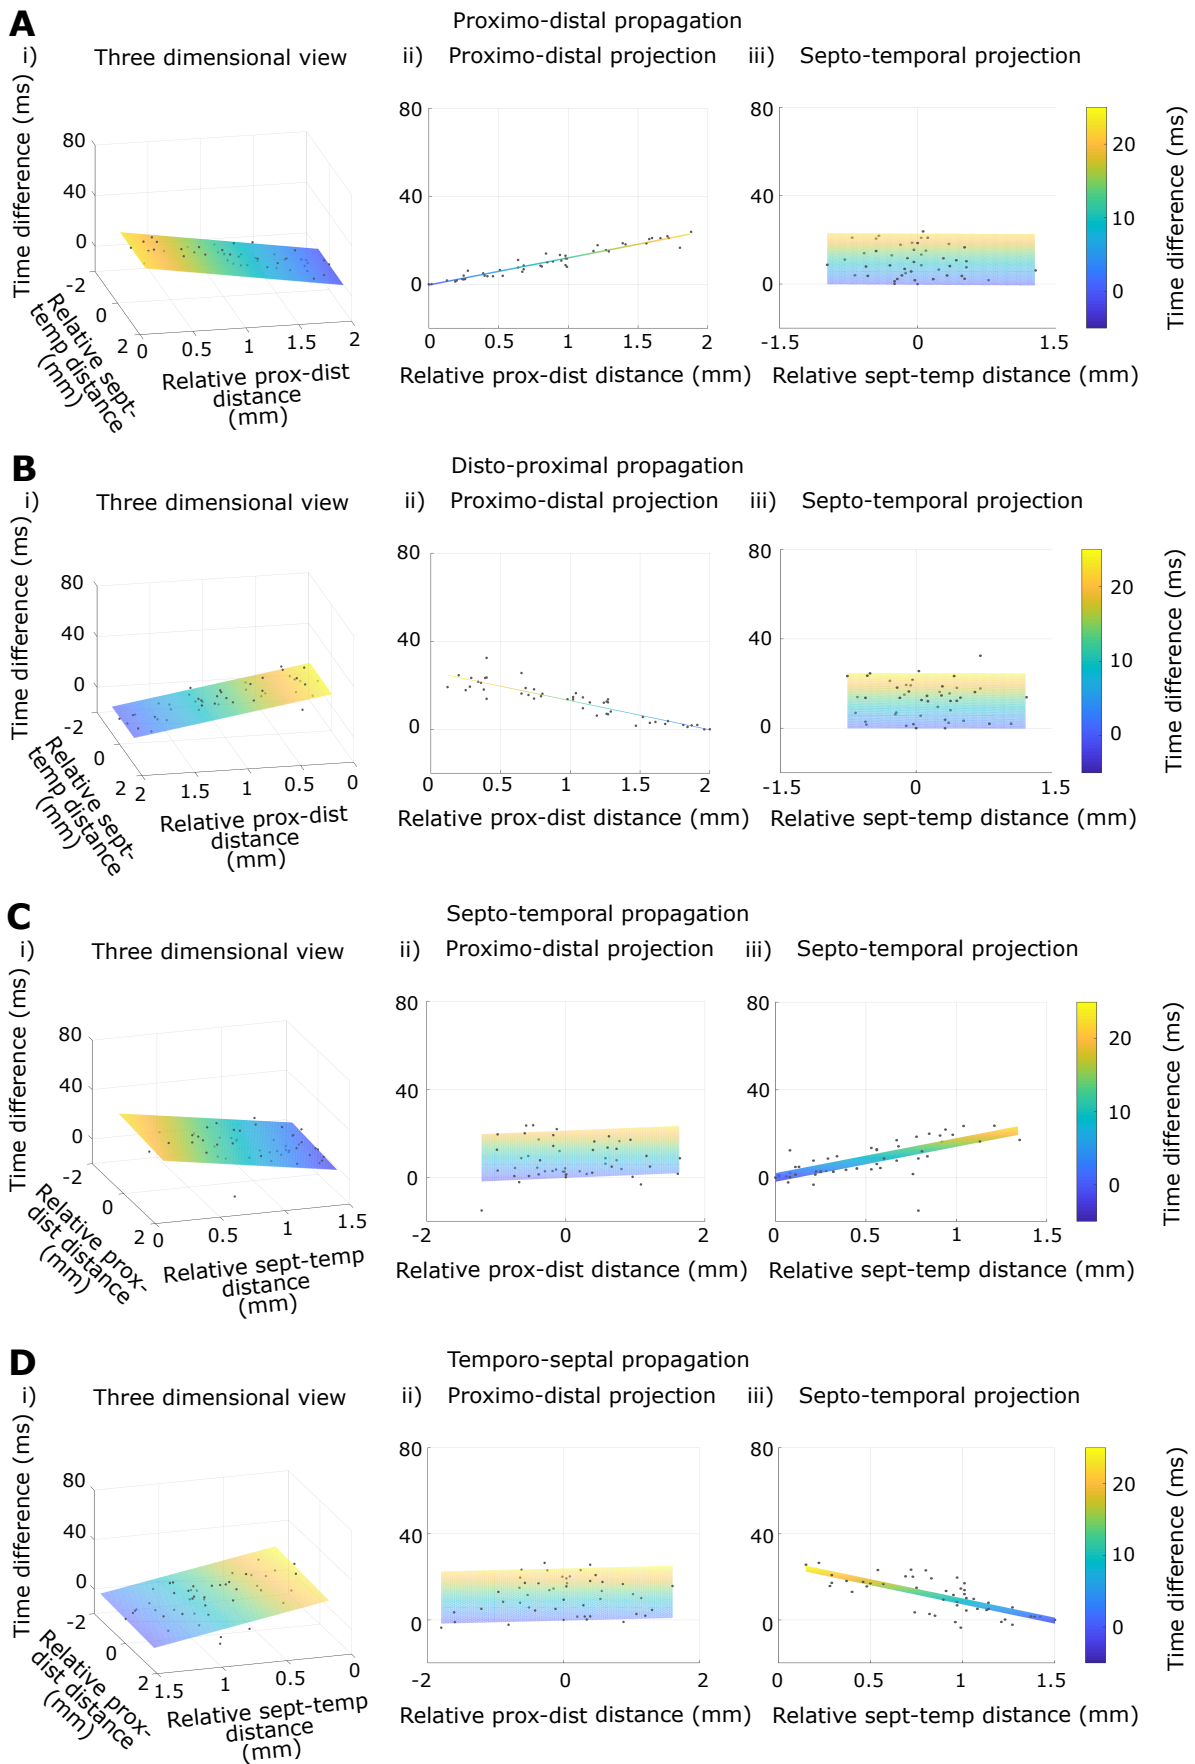 A
Proximo-distal propagation
i)
Three dimensional view
ii)
Proximo-distal projection
iii)
Septo-temporal projection
Time difference (ms)
80
40
0
-2
0
2
0
0.5
1
1.5
2
Relative sept-
temp distance
(mm)
Relative prox-dist
distance
(mm)
80
40
0
0
0.5
1
1.5
2
Relative prox-dist distance (mm)
80
40
0
-1.5
0
1.5
Relative sept-temp distance (mm)
20
10
0
Time difference (ms)
B
Disto-proximal propagation
i)
Three dimensional view
ii)
Proximo-distal projection
iii)
Septo-temporal projection
Time difference (ms)
80
40
0
-2
0
2
2
1.5
1
0.5
0
Relative sept-
temp distance
(mm)
Relative prox-dist
distance
(mm)
80
40
0
0
0.5
1
1.5
2
Relative prox-dist distance (mm)
80
40
0
-1.5
0
1.5
Relative sept-temp distance (mm)
20
10
0
Time difference (ms)
C
Septo-temporal propagation
i)
Three dimensional view
ii)
Proximo-distal projection
iii)
Septo-temporal projection
Time difference (ms)
80
40
0
-2
0
2
0
0.5
1
1.5
Relative prox-
dist distance
(mm)
Relative sept-temp
distance
(mm)
80
40
0
-2
0
2
Relative prox-dist distance (mm)
80
40
0
0
0.5
1
1.5
Relative sept-temp distance (mm)
20
10
0
Time difference (ms)
D
Temporo-septal propagation
i)
Three dimensional view
ii)
Proximo-distal projection
iii)
Septo-temporal projection
Time difference (ms)
80
40
0
-2
0
2
1.5
1
0.5
0
Relative prox-
dist distance
(mm)
Relative sept-temp
distance
(mm)
80
40
0
-2
0
2
Relative prox-dist distance (mm)
80
40
0
0
0.5
1
1.5
Relative sept-temp distance (mm)
20
10
0
Time difference (ms)